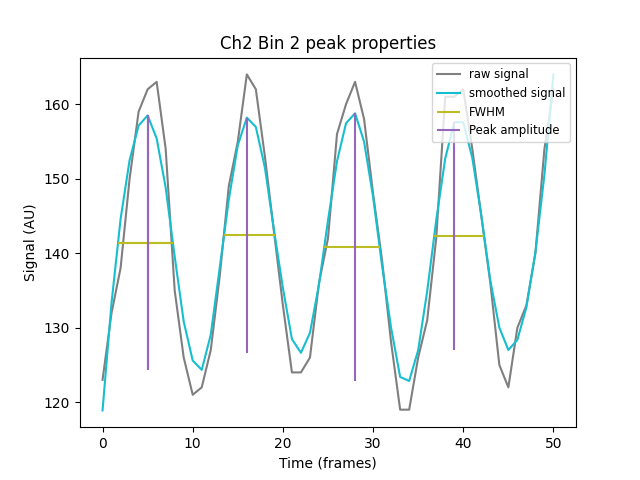 Ch2 Bin 2 peak properties
raw signal
smoothed signal
FWHM
Peak amplitude
160
150
140
130
120
Signal (AU)
0 10 20 30 40 50
Time (frames)